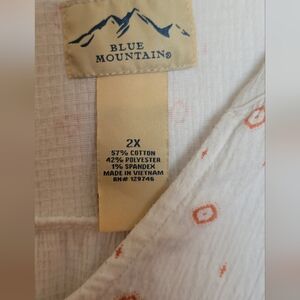 BLUE
MOUNTAIN®
2X
57% COTTON
42% POLYESTER
1% SPANDEX
MADE IN VIETNAM
RN# 129746